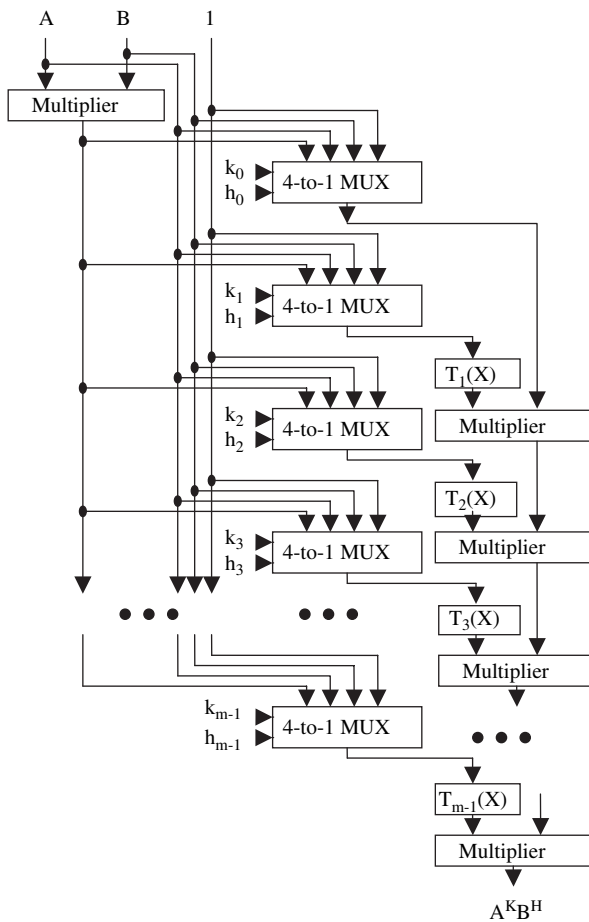 A B 1
Multiplier
k₀
h₀
4-to-1 MUX
k₁
h₁
4-to-1 MUX
T₁(X)
k₂
h₂
4-to-1 MUX
Multiplier
T₂(X)
k₃
h₃
4-to-1 MUX
Multiplier
T₃(X)
Multiplier
kₘ₋₁
hₘ₋₁
4-to-1 MUX
Tₘ₋₁(X)
Multiplier
AᴷBᴴ